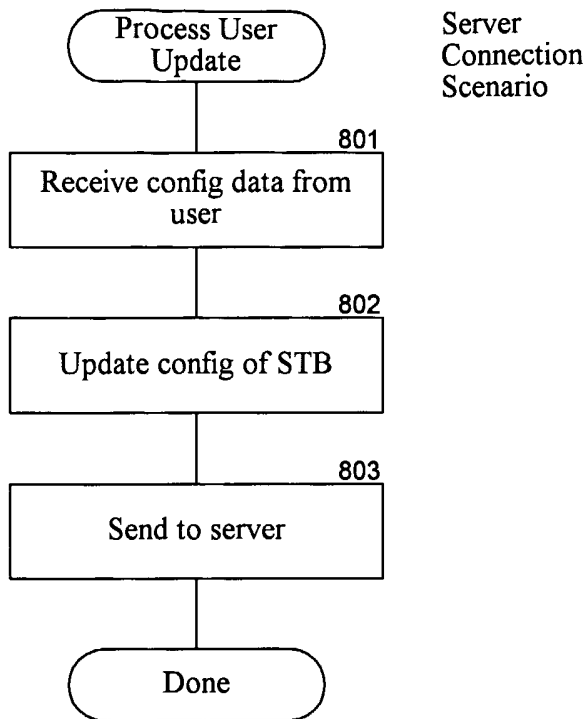 Process User
Update
Server
Connection
Scenario
801
Receive config data from
user
802
Update config of STB
803
Send to server
Done